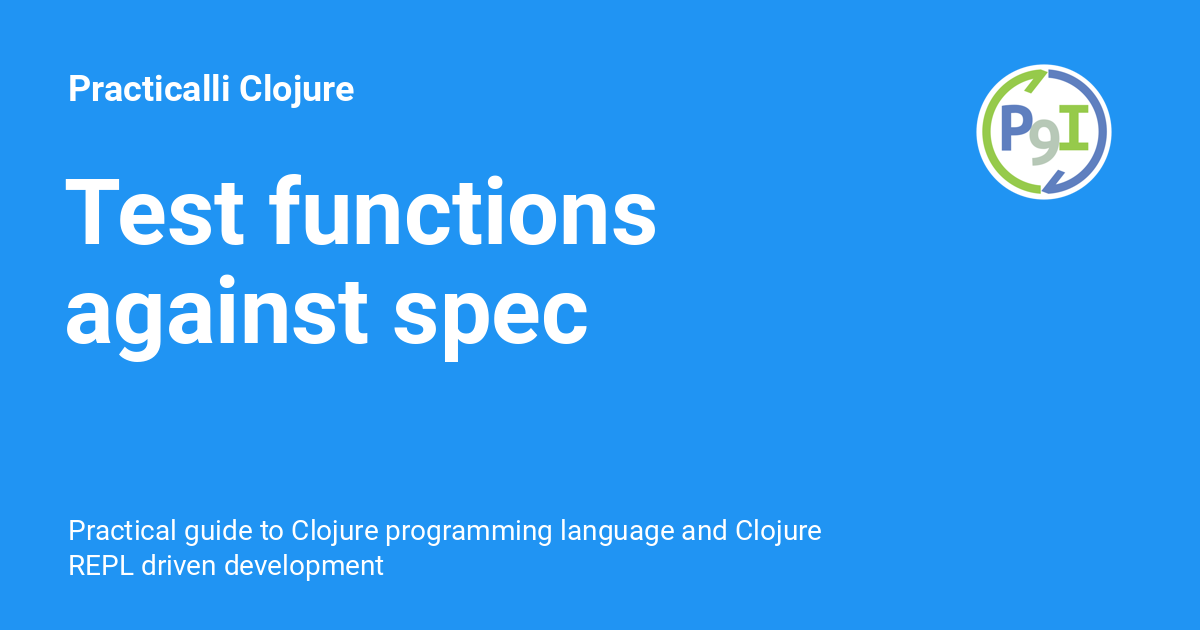 Practicalli Clojure
P9I
Test functions
against spec
Practical guide to Clojure programming language and Clojure
REPL driven development